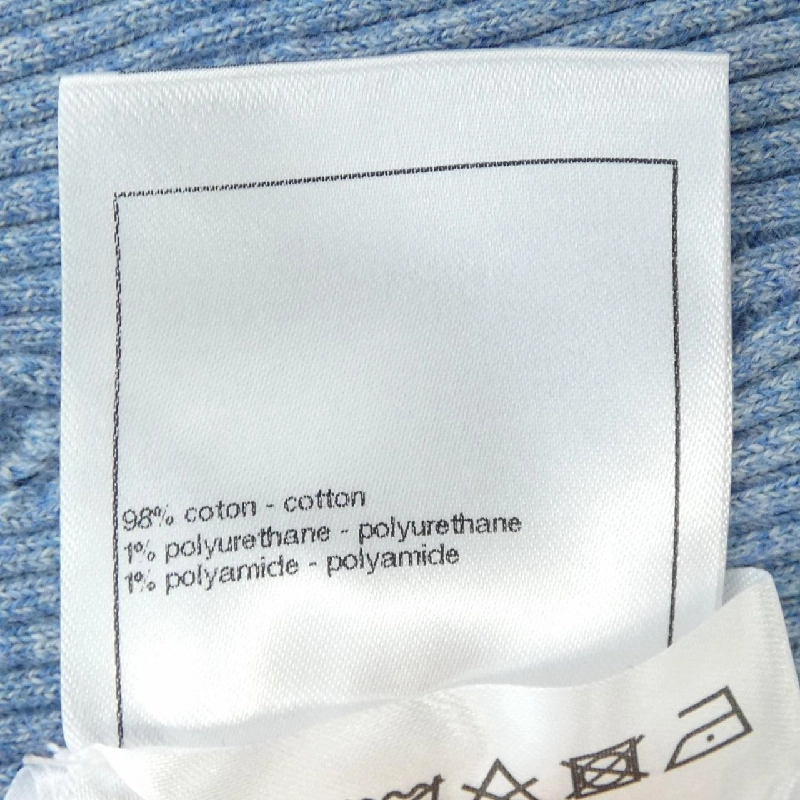 98% coton - cotton
1% polyurethane - polyurethane
1% polyamide - polyamide